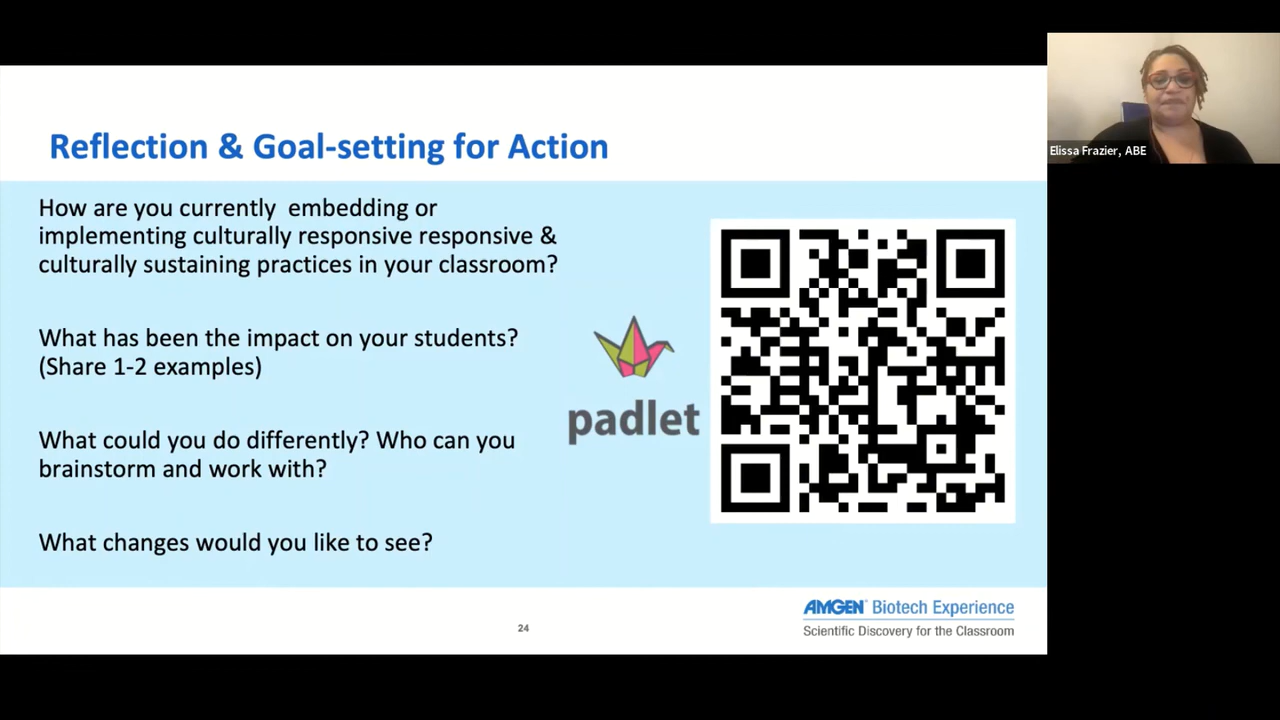 Reflection & Goal-setting for Action
How are you currently  embedding or
implementing culturally responsive responsive &
culturally sustaining practices in your classroom?
What has been the impact on your students?
(Share 1-2 examples)
What could you do differently? Who can you
brainstorm and work with?
What changes would you like to see?
padlet
24
AMGEN® Biotech Experience
Scientific Discovery for the Classroom
Elissa Frazier, ABE